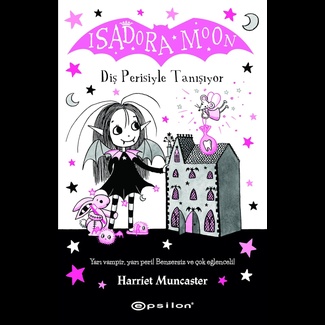 ISADORA MOON
Diş Perisiyle Tanışıyor
Yarı vampir, yarı peri! Benzersiz ve çok eğlenceli!
Harriet Muncaster
epsilon